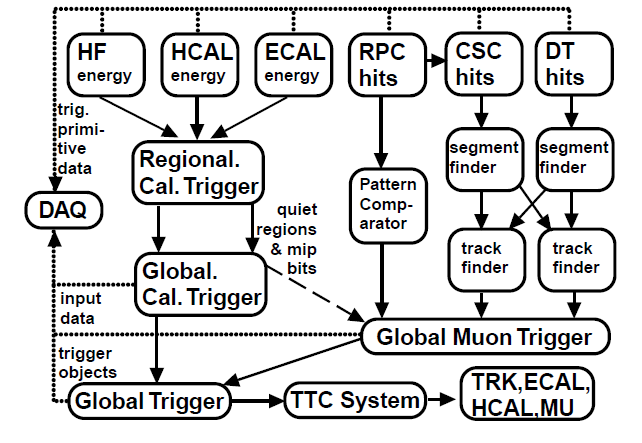 HF
energy
HCAL
energy
ECAL
energy
RPC
hits
CSC
hits
DT
hits
trig.
primi-
tive
data
Regional.
Cal. Trigger
segment
finder
segment
finder
Pattern
Comp-
arator
DAQ
quiet
regions
& mip
bits
track
finder
track
finder
Global.
Cal. Trigger
input
data
Global Muon Trigger
trigger
objects
Global Trigger
TTC System
TRK,ECAL,
HCAL,MU